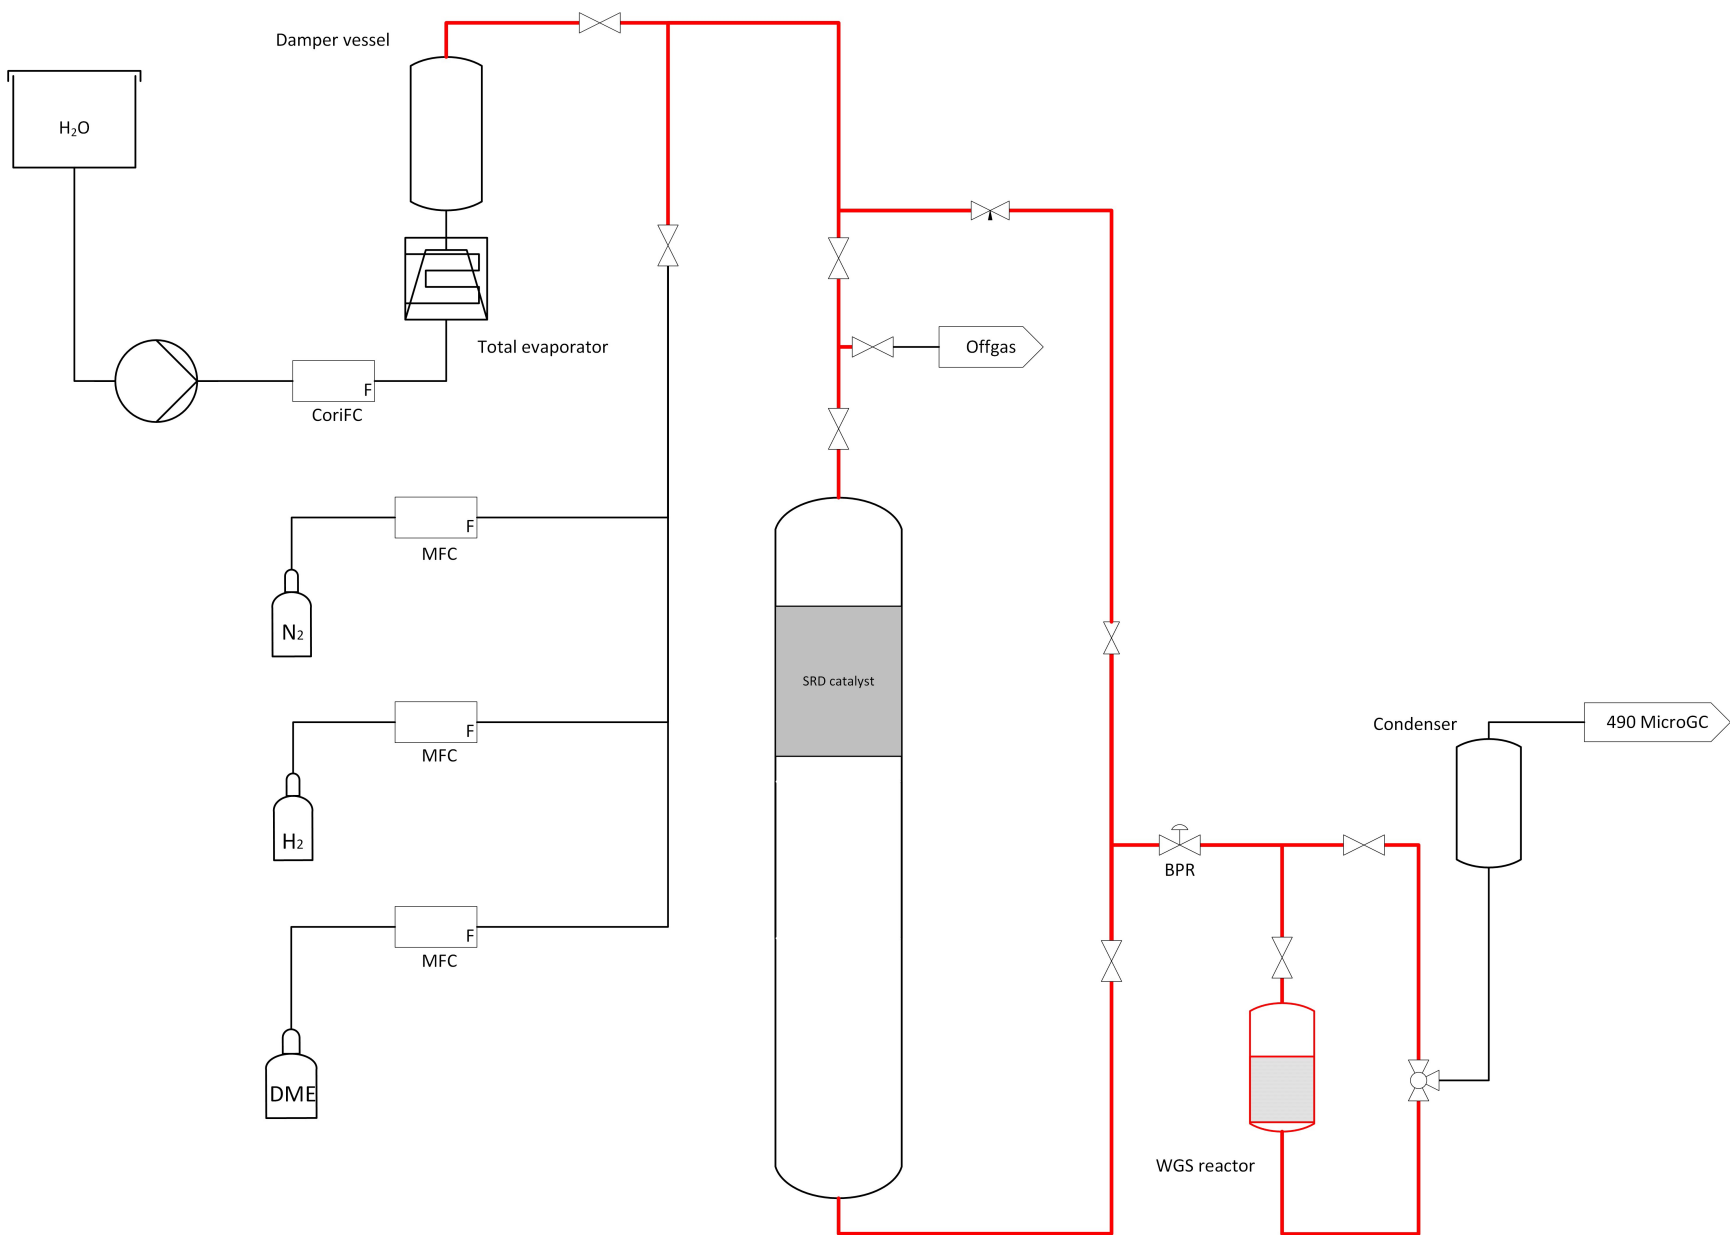 Damper vessel
H₂O
Total evaporator
Offgas
F
CoriFC
F
MFC
N₂
SRD catalyst
Condenser
490 MicroGC
F
MFC
H₂
BPR
F
MFC
DME
WGS reactor